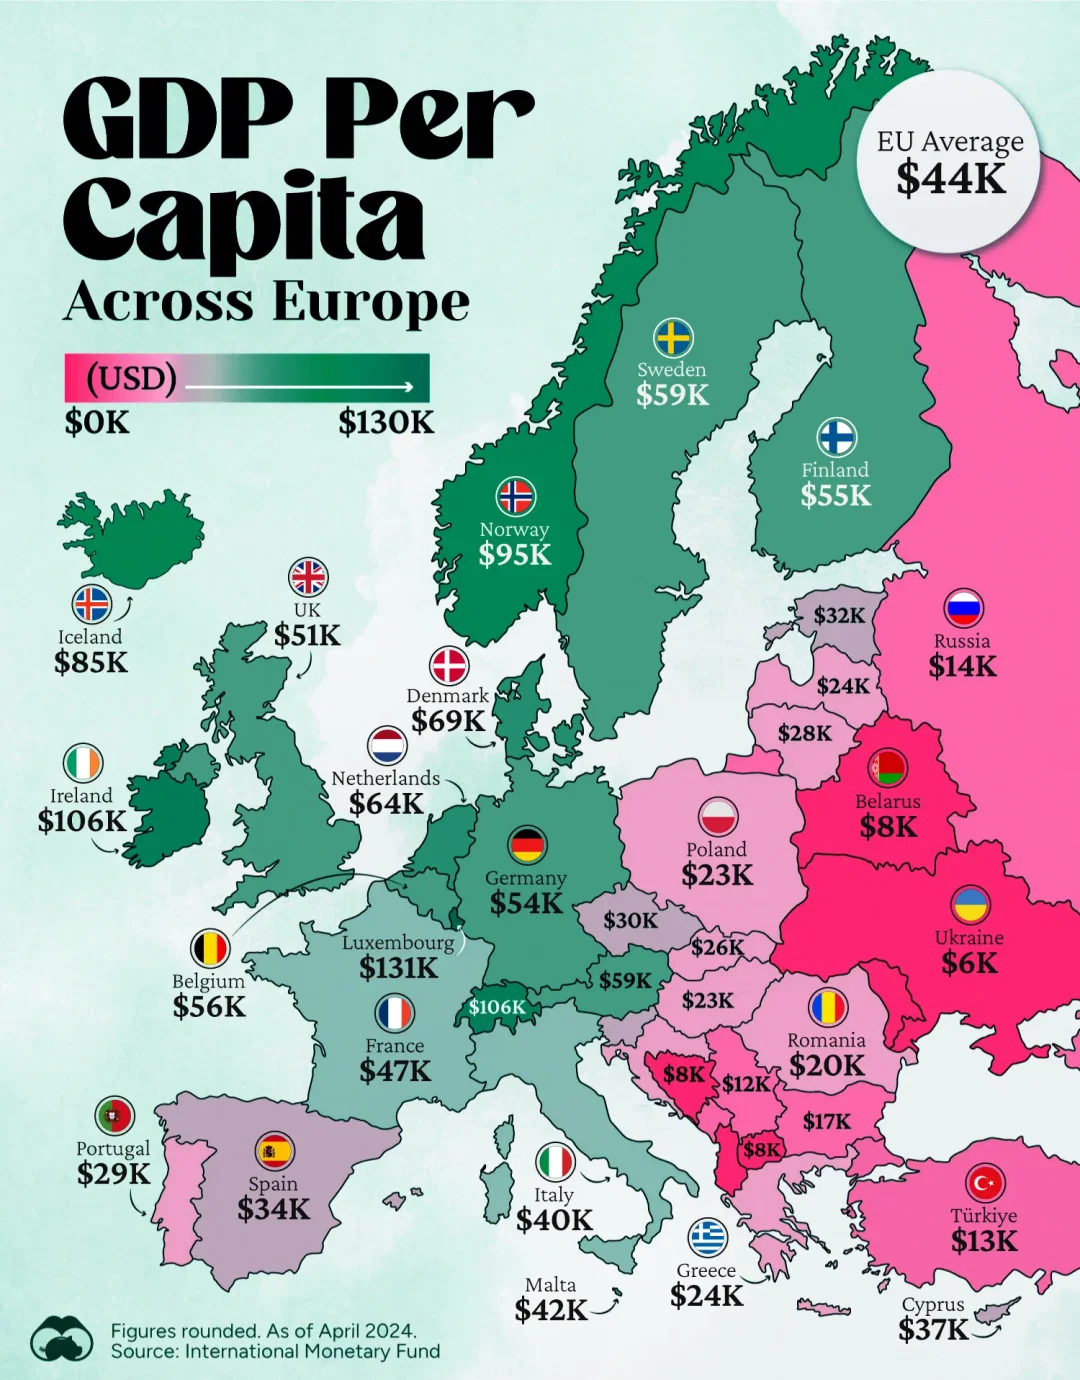 GDP Per
Capita
Across Europe
(USD)
$0K
$130K
EU Average
$44K
Sweden
$59K
Finland
$55K
Norway
$95K
Iceland
$85K
UK
$51K
Denmark
$69K
Netherlands
$64K
Ireland
$106K
$32K
$24K
$28K
Russia
$14K
Belarus
$8K
Poland
$23K
Germany
$54K
Ukraine
$6K
$30K
$26K
Luxembourg
$131K
Belgium
$56K
$59K
$106K
$23K
France
$47K
Romania
$20K
$8K
$12K
$17K
$8K
Portugal
$29K
Spain
$34K
Italy
$40K
Malta
$42K
Greece
$24K
Türkiye
$13K
Cyprus
$37K
Figures rounded. As of April 2024.
Source: International Monetary Fund